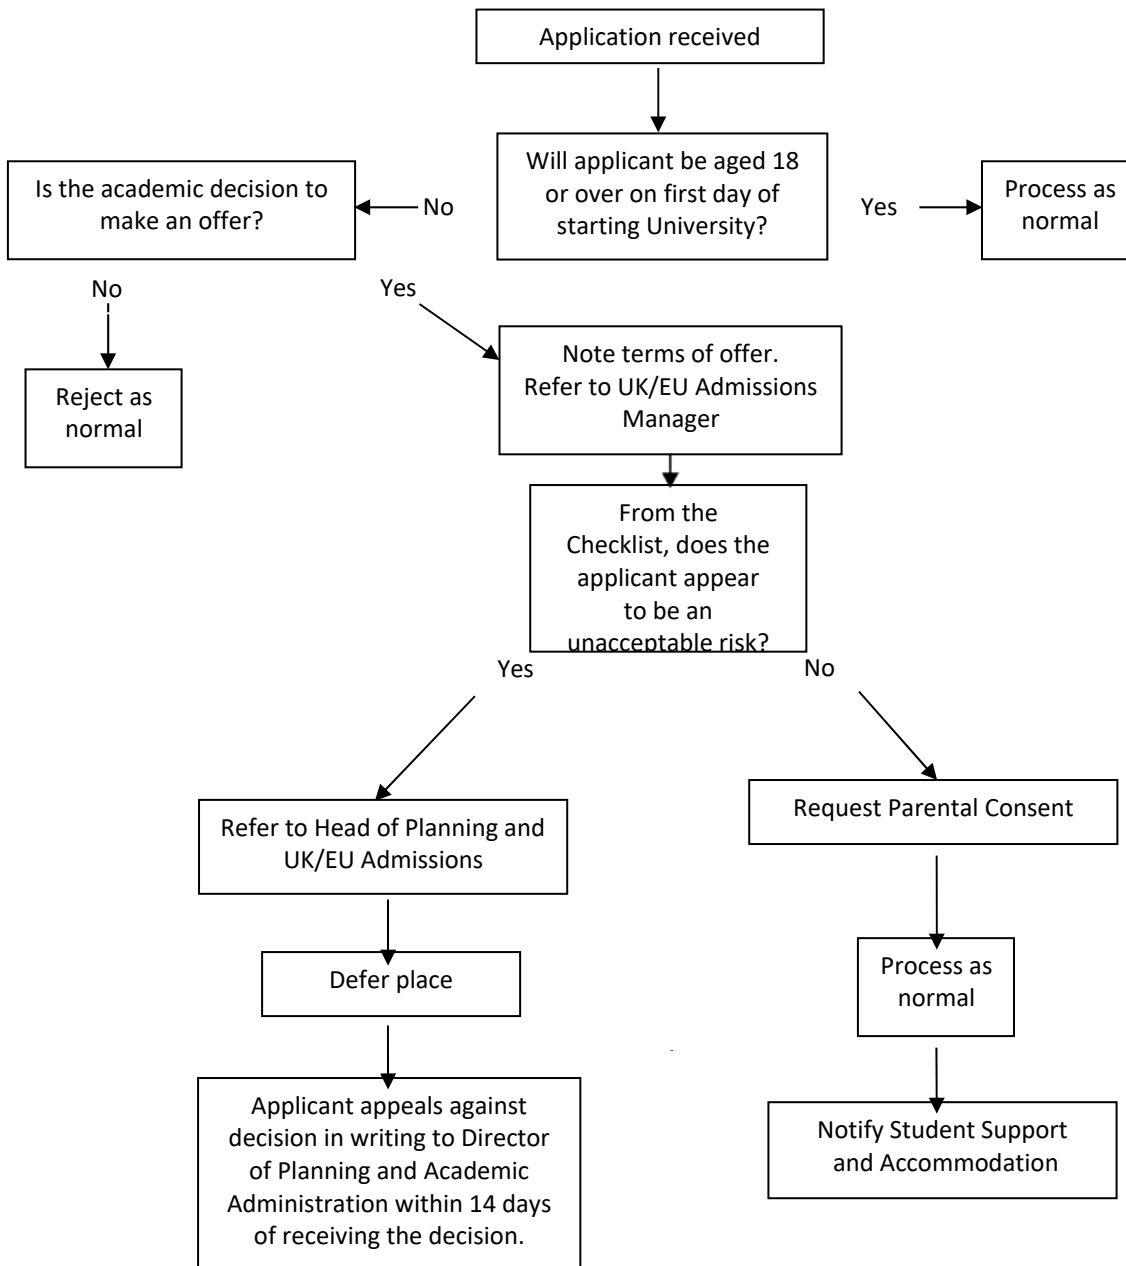 Application received
Will applicant be aged 18
or over on first day of
starting University?
Is the academic decision to
make an offer?
No
Yes
Process as
normal
No
Yes
Reject as
normal
Note terms of offer.
Refer to UK/EU Admissions
Manager
From the
Checklist, does the
applicant appear
to be an
unacceptable risk?
Yes
No
Refer to Head of Planning and
UK/EU Admissions
Request Parental Consent
Defer place
Process as
normal
Applicant appeals against
decision in writing to Director
of Planning and Academic
Administration within 14 days
of receiving the decision.
Notify Student Support
and Accommodation